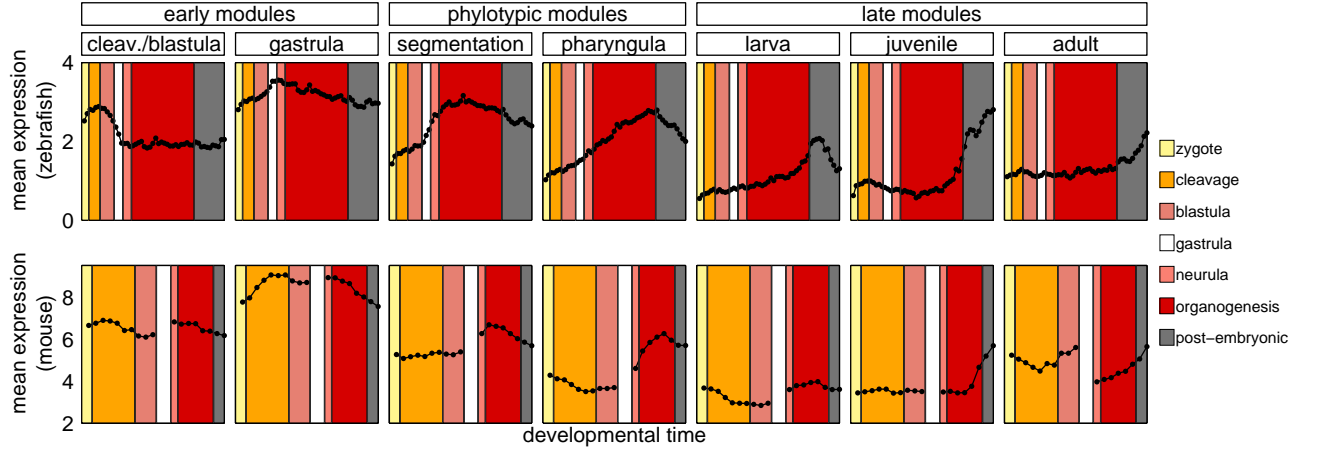 early modules
phylotypic modules
late modules
cleav./blastula
gastrula
segmentation
pharyngula
larva
juvenile
adult
mean expression
(zebrafish)
4
2
0
mean expression
(mouse)
8
6
4
2
developmental time
zygote
cleavage
blastula
gastrula
neurula
organogenesis
post−embryonic